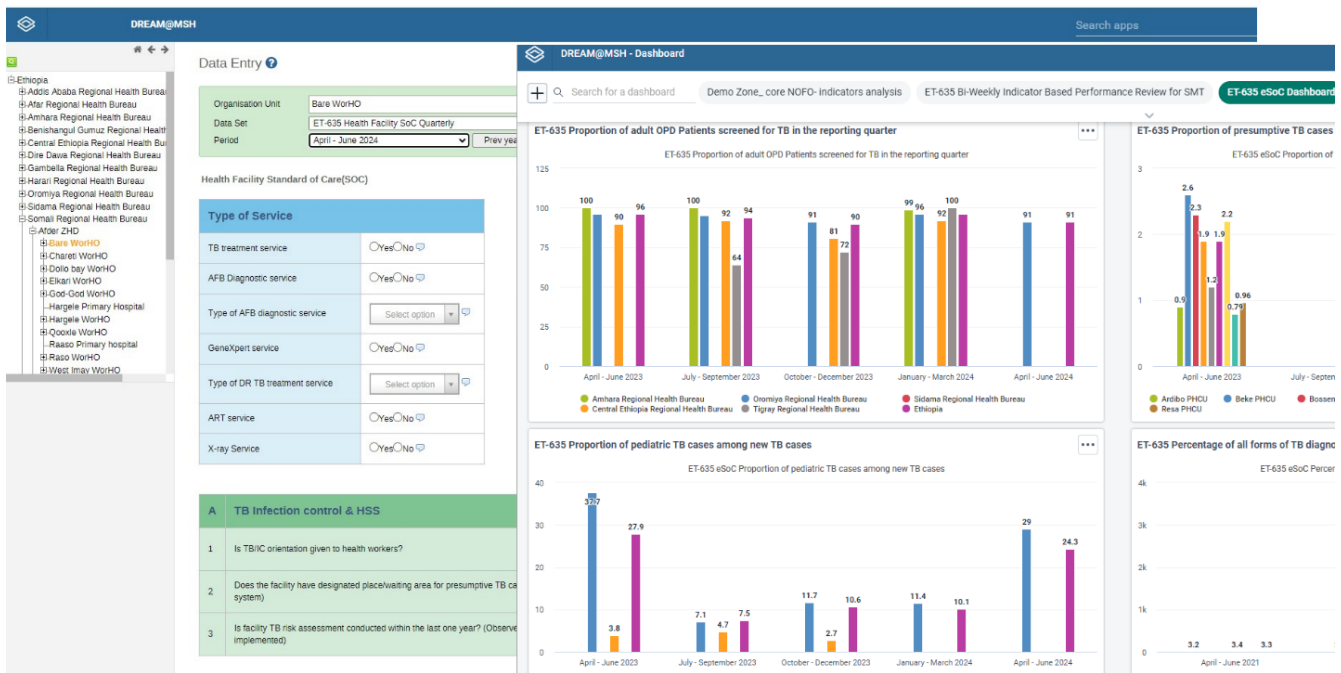 DREAM@MSH
Search apps
Ethiopia
Addis Ababa Regional Health Bureau
Afar Regional Health Bureau
Amhara Regional Health Bureau
Benishangul Gumuz Regional Healt
Central Ethiopia Regional Health Bu
Dire Dawa Regional Health Bureau
Gambella Regional Health Bureau
Harari Regional Health Bureau
Oromiya Regional Health Bureau
Sidama Regional Health Bureau
Somali Regional Health Bureau
Afder ZHD
Bare WorHO
Chareti WorHO
Dollo bay WorHO
Elkari WorHO
God-God WorHO
Hargele Primary Hospital
Hargele WorHO
Qooxle WorHO
Raaso Primary hospital
Raso WorHO
West Imay WorHO
Data Entry
Organisation Unit Bare WorHO
Data Set ET-635 Health Facility SoC Quarterly
Period April - June 2024 Prev yea
Health Facility Standard of Care(SOC)
Type of Service
TB treatment service Yes No
AFB Diagnostic service Yes No
Type of AFB diagnostic service Select option
GeneXpert service Yes No
Type of DR TB treatment service Select option
ART service Yes No
X-ray Service Yes No
A TB Infection control & HSS
1 Is TB/IC orientation given to health workers?
2 Does the facility have designated place/waiting area for presumptive TB ca
system)
3 Is facility TB risk assessment conducted within the last one year? (Observe
implemented)
DREAM@MSH - Dashboard
+ Search for a dashboard
Demo Zone_ core NOFO- indicators analysis
ET-635 Bi-Weekly Indicator Based Performance Review for SMT
ET-635 eSoC Dashboard
ET-635 Proportion of adult OPD Patients screened for TB in the reporting quarter
ET-635 Proportion of adult OPD Patients screened for TB in the reporting quarter
125
100
75
50
25
0
100 90 96
100 92 64 94
91 81 72 90
99 96 92 100
91 91
April - June 2023
July - September 2023
October - December 2023
January - March 2024
April - June 2024
Amhara Regional Health Bureau
Oromiya Regional Health Bureau
Sidama Regional Health Bureau
Central Ethiopia Regional Health Bureau
Tigray Regional Health Bureau
Ethiopia
ET-635 Proportion of presumptive TB cases
ET-635 eSoC Proportion of
3
2
1
0
0.9 2.6 2.3 1.9 1.2 1.9 2.2 0.79 0.96
April - June 2023
July - Septem
Ardibo PHCU
Beke PHCU
Bossen
Resa PHCU
ET-635 Proportion of pediatric TB cases among new TB cases
ET-635 eSoC Proportion of pediatric TB cases among new TB cases
40
30
20
10
0
37.7 3.8 27.9
7.1 4.7 7.5
11.7 2.7 10.6
11.4 10.1
29 24.3
April - June 2023
July - September 2023
October - December 2023
January - March 2024
April - June 2024
ET-635 Percentage of all forms of TB diagno
ET-635 eSoC Percer
4k
3k
2k
1k
0
3.2 3.4 3.3
April - June 2021